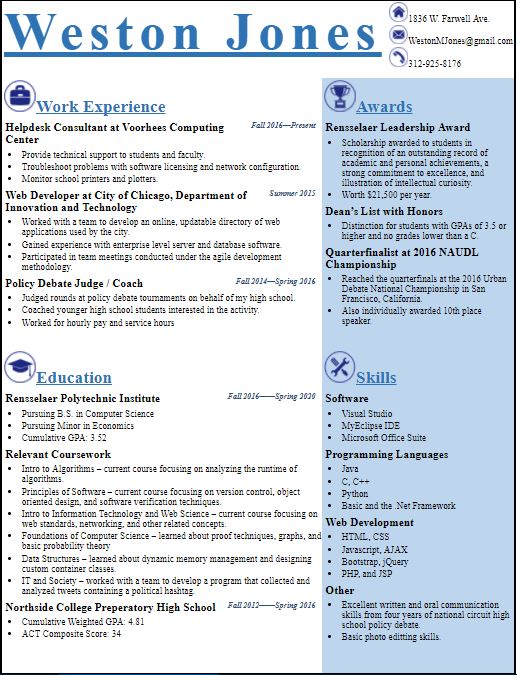 Weston Jones
1836 W. Farwell Ave.
WestonMJones@gmail.com
312-925-8176
Work Experience
Helpdesk Consultant at Voorhees Computing Fall 2016—Present
Center
• Provide technical support to students and faculty.
• Troubleshoot problems with software licensing and network configuration.
• Monitor school printers and plotters.
Web Developer at City of Chicago, Department of Summer 2015
Innovation and Technology
• Worked with a team to develop an online, updatable directory of web
applications used by the city.
• Gained experience with enterprise level server and database software.
• Participated in team meetings conducted under the agile development
methodology.
Policy Debate Judge / Coach Fall 2014—Spring 2016
• Judged rounds at policy debate tournaments on behalf of my high school.
• Coached younger high school students interested in the activity.
• Worked for hourly pay and service hours
Education
Rensselaer Polytechnic Institute Fall 2016——Spring 2020
• Pursuing B.S. in Computer Science
• Pursuing Minor in Economics
• Cumulative GPA: 3.52
Relevant Coursework
• Intro to Algorithms – current course focusing on analyzing the runtime of
algorithms.
• Principles of Software – current course focusing on version control, object
oriented design, and software verification techniques.
• Intro to Information Technology and Web Science – current course focusing on
web standards, networking, and other related concepts.
• Foundations of Computer Science – learned about proof techniques, graphs, and
basic probability theory
• Data Structures – learned about dynamic memory management and designing
custom container classes.
• IT and Society – worked with a team to develop a program that collected and
analyzed tweets containing a political hashtag.
Northside College Preperatory High School Fall 2012——Spring 2016
• Cumulative Weighted GPA: 4.81
• ACT Composite Score: 34
Awards
Rensselaer Leadership Award
• Scholarship awarded to students in
recognition of an outstanding record of
academic and personal achievements, a
strong commitment to excellence, and
illustration of intellectual curiosity.
• Worth $21,500 per year.
Dean's List with Honors
• Distinction for students with GPAs of 3.5 or
higher and no grades lower than a C.
Quarterfinalist at 2016 NAUDL
Championship
• Reached the quarterfinals at the 2016 Urban
Debate National Championship in San
Francisco, California.
• Also individually awarded 10th place
speaker.
Skills
Software
• Visual Studio
• MyEclipse IDE
• Microsoft Office Suite
Programming Languages
• Java
• C, C++
• Python
• Basic and the .Net Framework
Web Development
• HTML, CSS
• Javascript, AJAX
• Bootstrap, jQuery
• PHP, and JSP
Other
• Excellent written and oral communication
skills from four years of national circuit high
school policy debate.
• Basic photo editting skills.